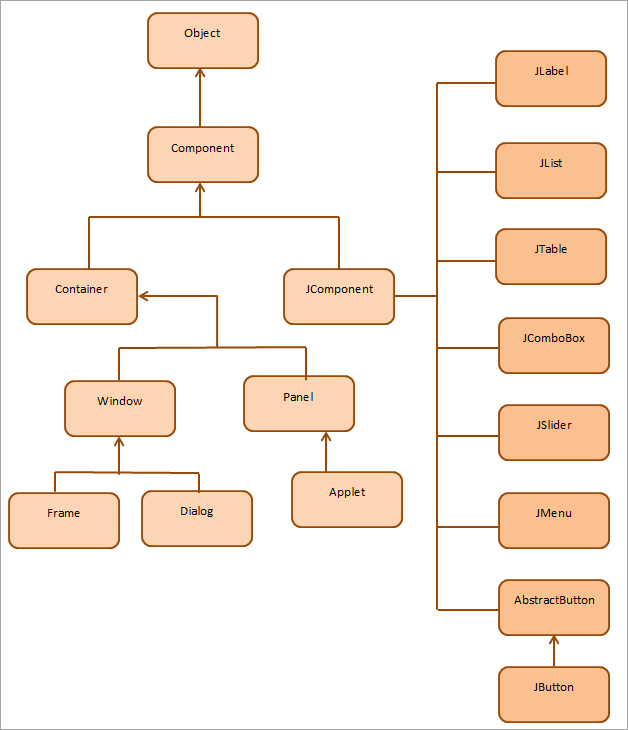 Object
Component
Container
JComponent
Window
Panel
Frame
Dialog
Applet
JLabel
JList
JTable
JComboBox
JSlider
JMenu
AbstractButton
JButton